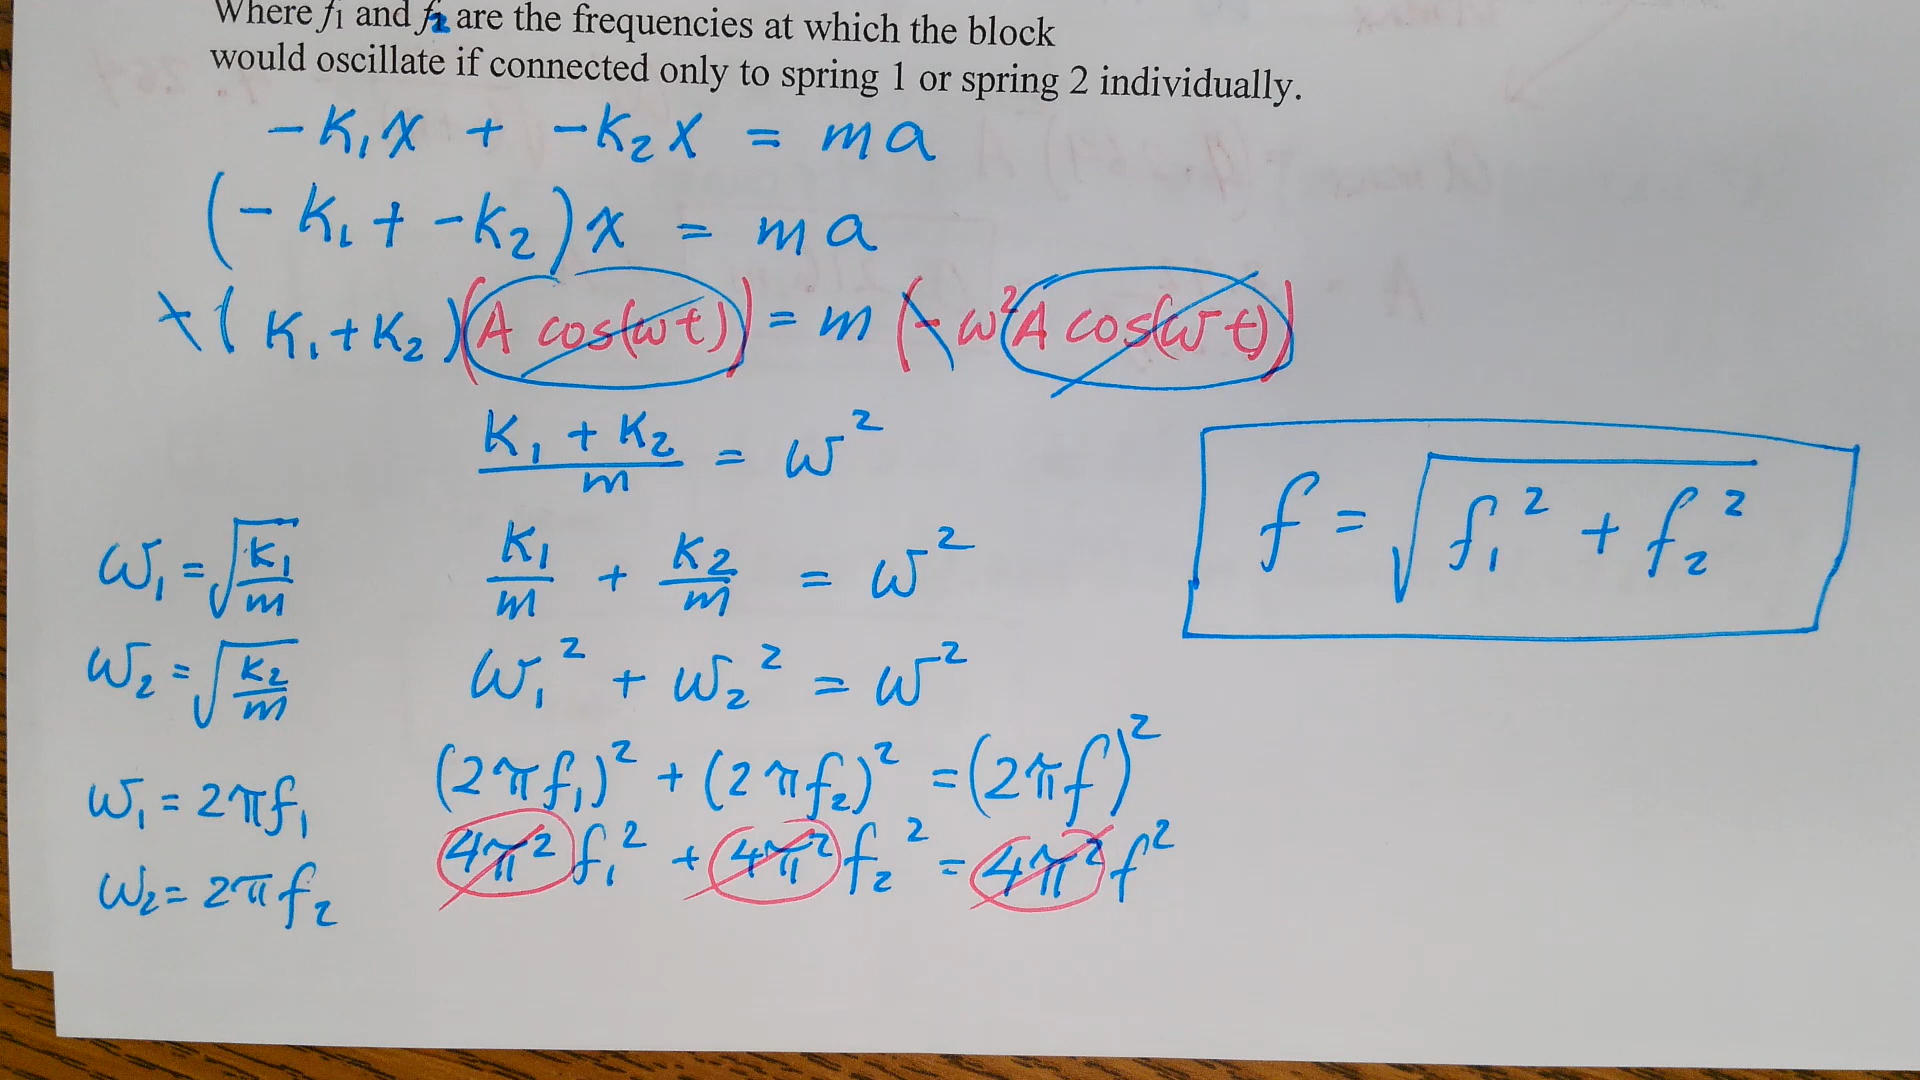 Where f₁ and f₂ are the frequencies at which the block
would oscillate if connected only to spring 1 or spring 2 individually.
-K₁x + -K₂x = ma
(-K₁ + -K₂)x = ma
-(K₁+K₂)(A cos(ωt)) = m(-ω²A cos(ωt))
(K₁ + K₂)/m = ω²
K₁/m + K₂/m = ω²
ω₁² + ω₂² = ω²
(2πf₁)² + (2πf₂)² = (2πf)²
4π²f₁² + 4π²f₂² = 4π²f²
ω₁ = √(K₁/m)
ω₂ = √(K₂/m)
ω₁ = 2πf₁
ω₂ = 2πf₂
f = √(f₁² + f₂²)